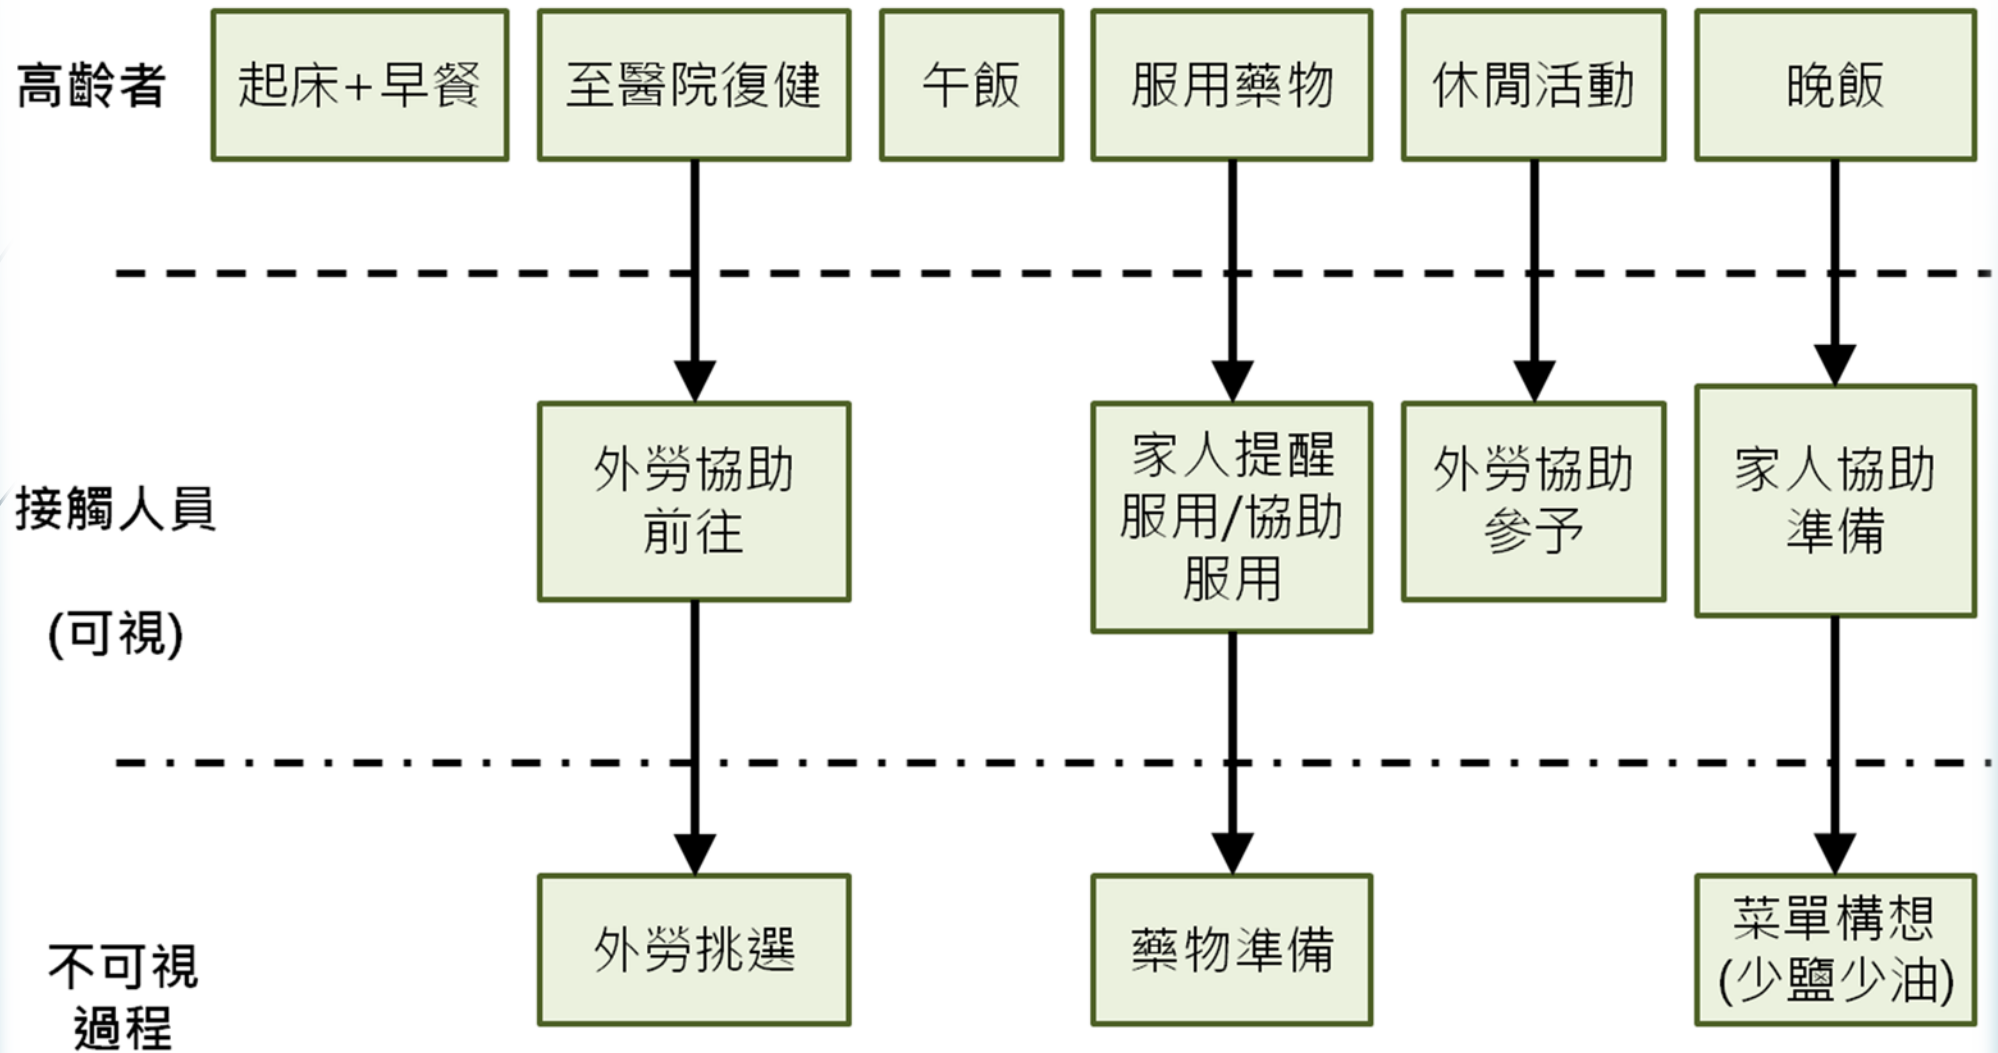 高齡者
起床+早餐
至醫院復健
午飯
服用藥物
休閒活動
晚飯
接觸人員
(可視)
外勞協助
前往
家人提醒
服用/協助
服用
外勞協助
參予
家人協助
準備
不可視
過程
外勞挑選
藥物準備
菜單構想
(少鹽少油)